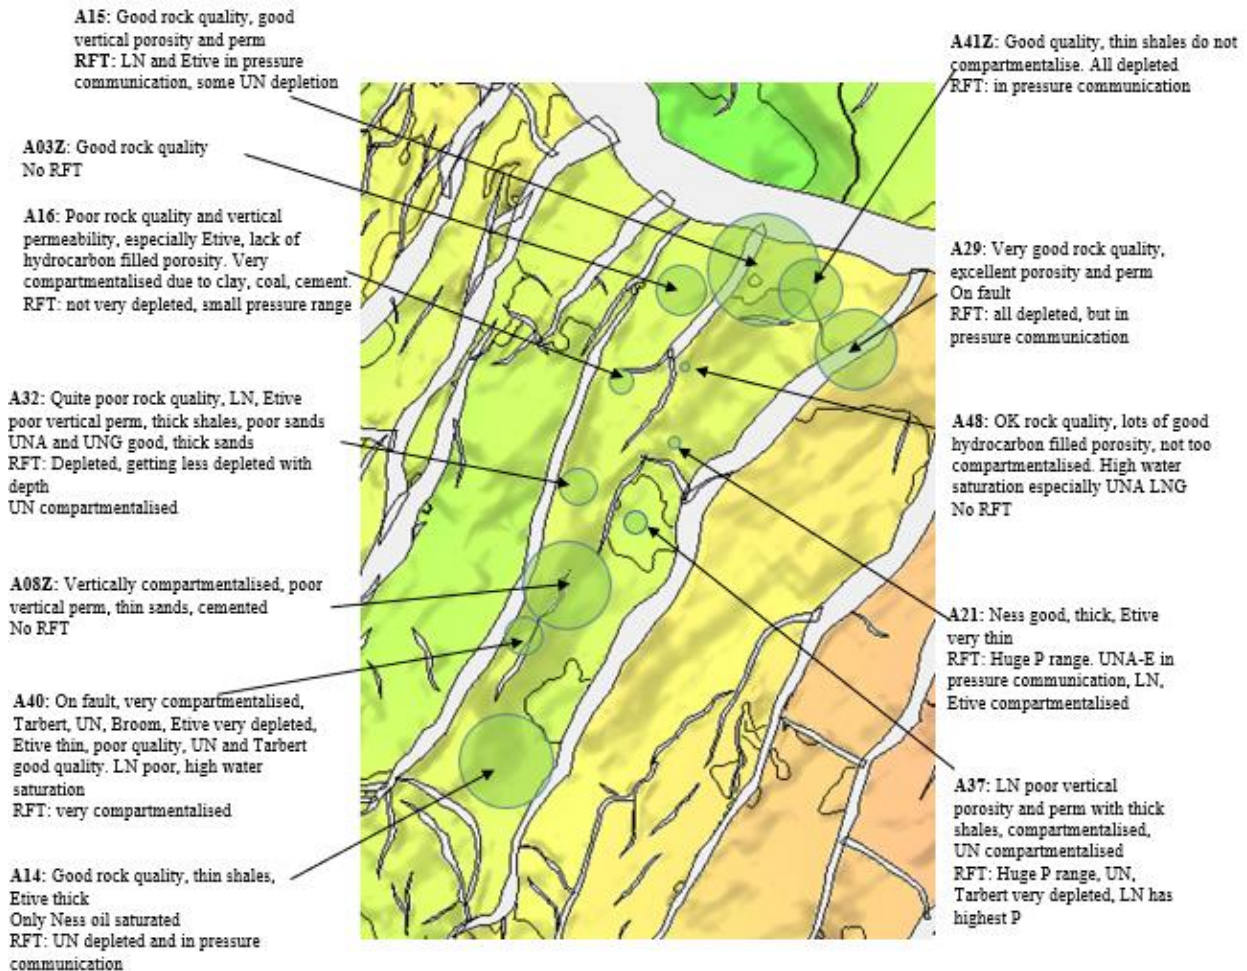 A15: Good rock quality, good
vertical porosity and perm
RFT: LN and Etive in pressure
communication, some UN depletion
A03Z: Good rock quality
No RFT
A16: Poor rock quality and vertical
permeability, especially Etive, lack of
hydrocarbon filled porosity. Very
compartmentalised due to clay, coal, cement.
RFT: not very depleted, small pressure range
A32: Quite poor rock quality, LN, Etive
poor vertical perm, thick shales, poor sands
UNA and UNG good, thick sands
RFT: Depleted, getting less depleted with
depth
UN compartmentalised
A08Z: Vertically compartmentalised, poor
vertical perm, thin sands, cemented
No RFT
A40: On fault, very compartmentalised,
Tarbert, UN, Broom, Etive very depleted,
Etive thin, poor quality, UN and Tarbert
good quality. LN poor, high water
saturation
RFT: very compartmentalised
A14: Good rock quality, thin shales,
Etive thick
Only Ness oil saturated
RFT: UN depleted and in pressure
communication
A41Z: Good quality, thin shales do not
compartmentalise. All depleted
RFT: in pressure communication
A29: Very good rock quality,
excellent porosity and perm
On fault
RFT: all depleted, but in
pressure communication
A48: OK rock quality, lots of good
hydrocarbon filled porosity, not too
compartmentalised. High water
saturation especially UNA LNG
No RFT
A21: Ness good, thick, Etive
very thin
RFT: Huge P range. UNA-E in
pressure communication, LN,
Etive compartmentalised
A37: LN poor vertical
porosity and perm with thick
shales, compartmentalised,
UN compartmentalised
RFT: Huge P range, UN,
Tarbert very depleted, LN has
highest P